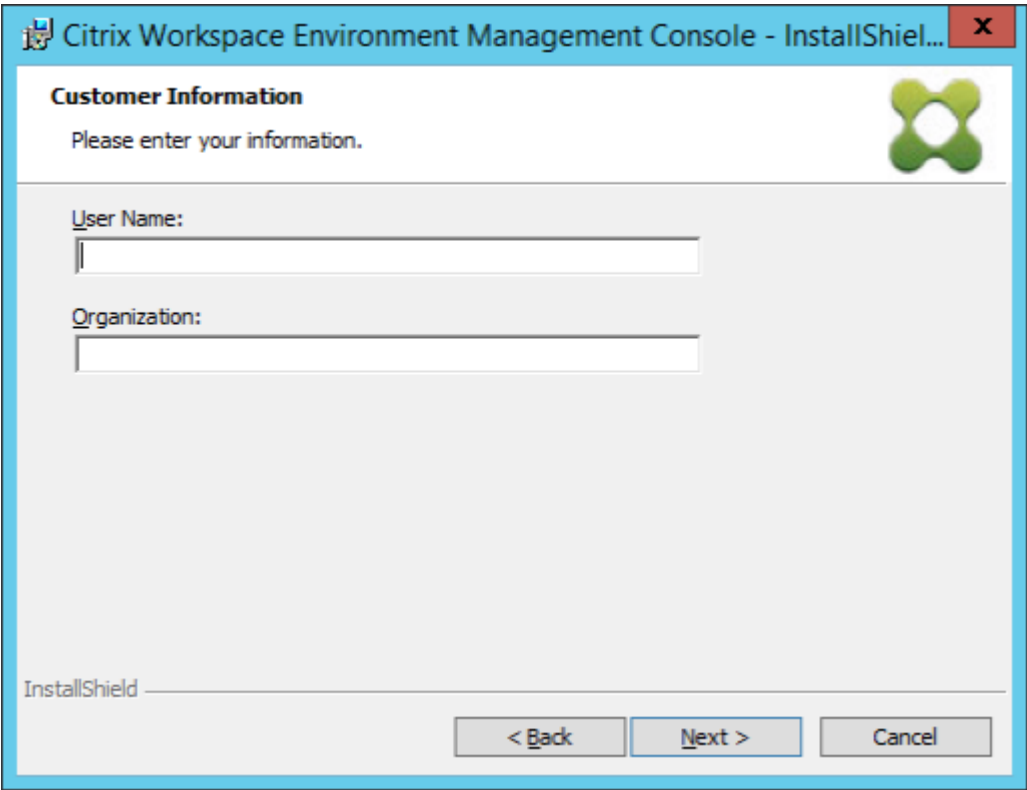 Citrix Workspace Environment Management Console - InstallShiel...
X
Customer Information
Please enter your information.
User Name:
Organization:
InstallShield
< Back
Next >
Cancel